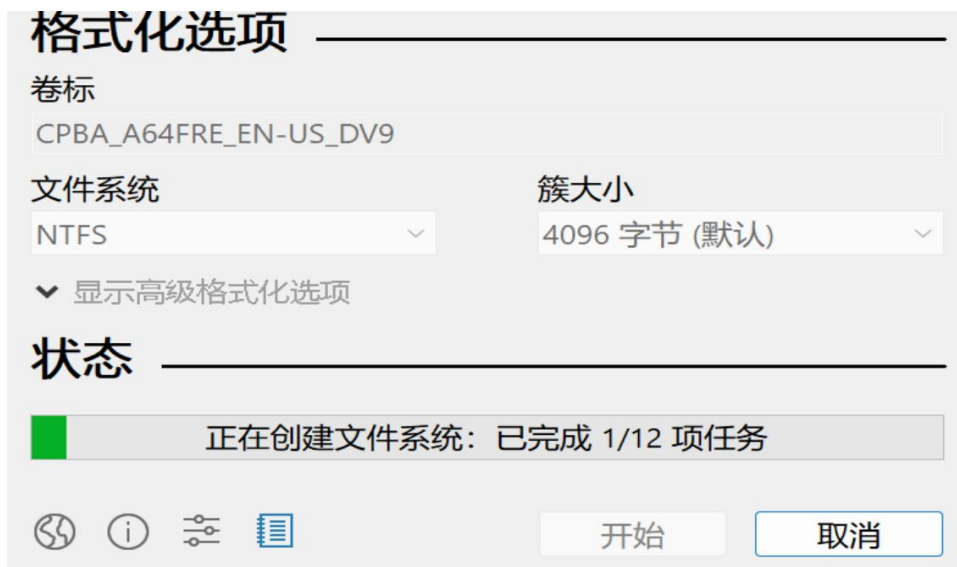 格式化选项
卷标
CPBA_A64FRE_EN-US_DV9
文件系统 簇大小
NTFS 4096 字节 (默认)
显示高级格式化选项
状态
正在创建文件系统：已完成 1/12 项任务
开始 取消